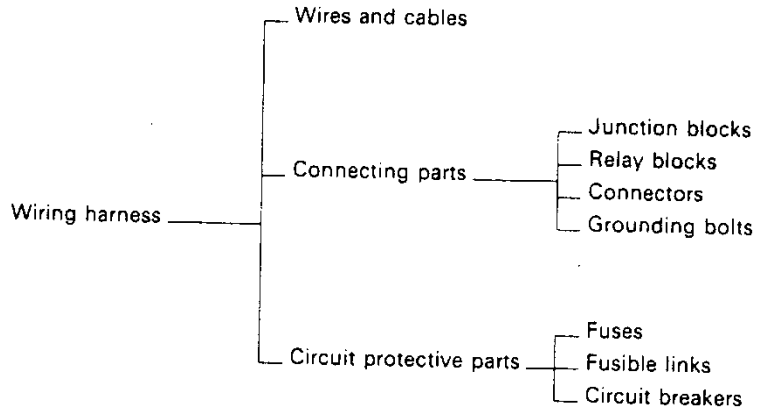 Wires and cables
Junction blocks
Relay blocks
Connecting parts
Connectors
Wiring harness
Grounding bolts
Fuses
Circuit protective parts
Fusible links
Circuit breakers